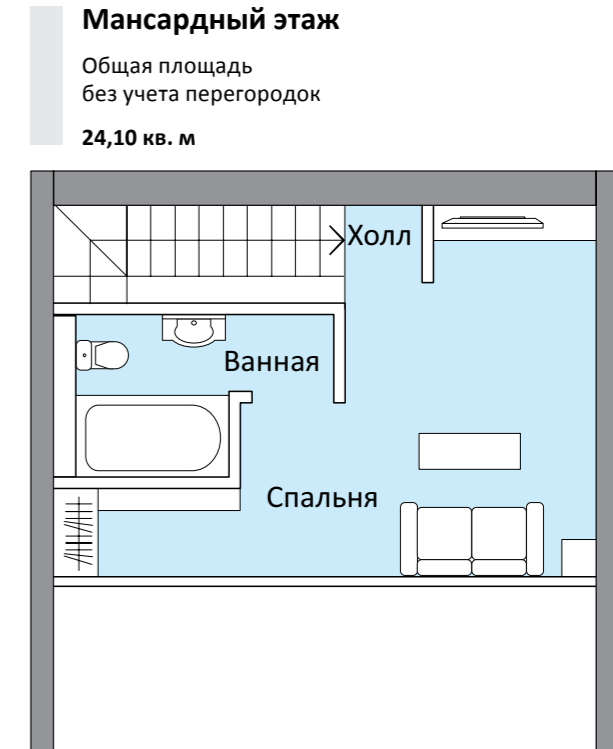 Мансардный этаж
Общая площадь
без учета перегородок
24,10 кв. м
Холл
Ванная
Спальня